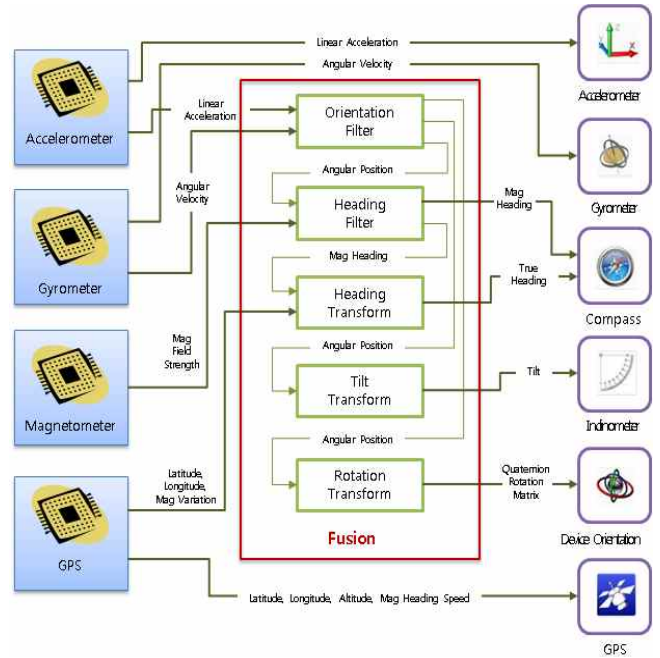 Linear Acceleration
Angular Velocity
Accelerometer
Accelerometer
Linear
Acceleration
Orientation
Filter
Angular Position
Angular
Velocity
Gyrometer
Gyrometer
Heading
Filter
Mag
Heading
Mag Heading
True
Heading
Heading
Transform
Compass
Mag
Field
Strength
Magnetometer
Angular Position
Tilt
Transform
Tilt
Inclinometer
Angular Position
Latitude,
Longitude,
Mag Variation
Rotation
Transform
Quaternion
Rotation
Matrix
Device Orientation
Fusion
GPS
Latitude, Longitude, Altitude, Mag Heading Speed
GPS